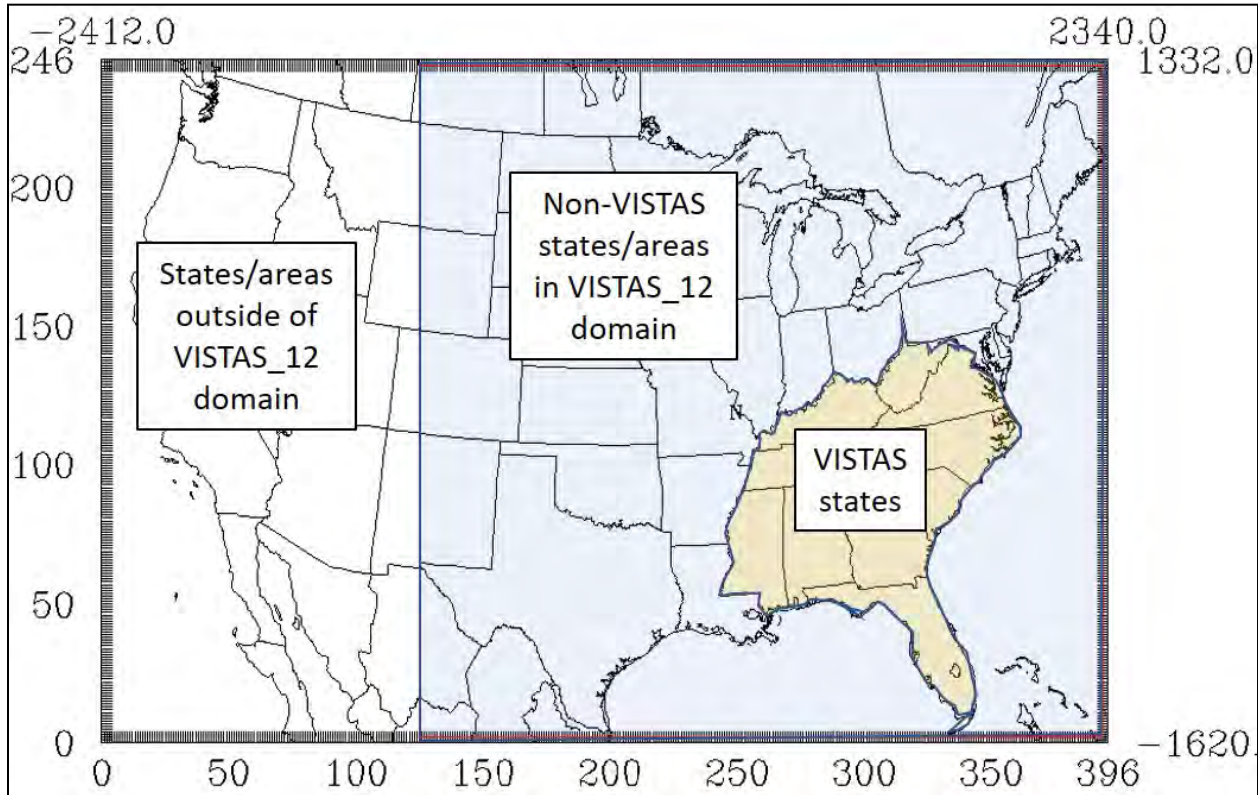 -2412.0 2340.0
246 1332.0
200
Non-VISTAS
states/areas
in VISTAS_12
domain
States/areas
outside of
VISTAS_12
domain
150
N
100
VISTAS
states
50
0 -1620.
0 50 100 150 200 250 300 350 396